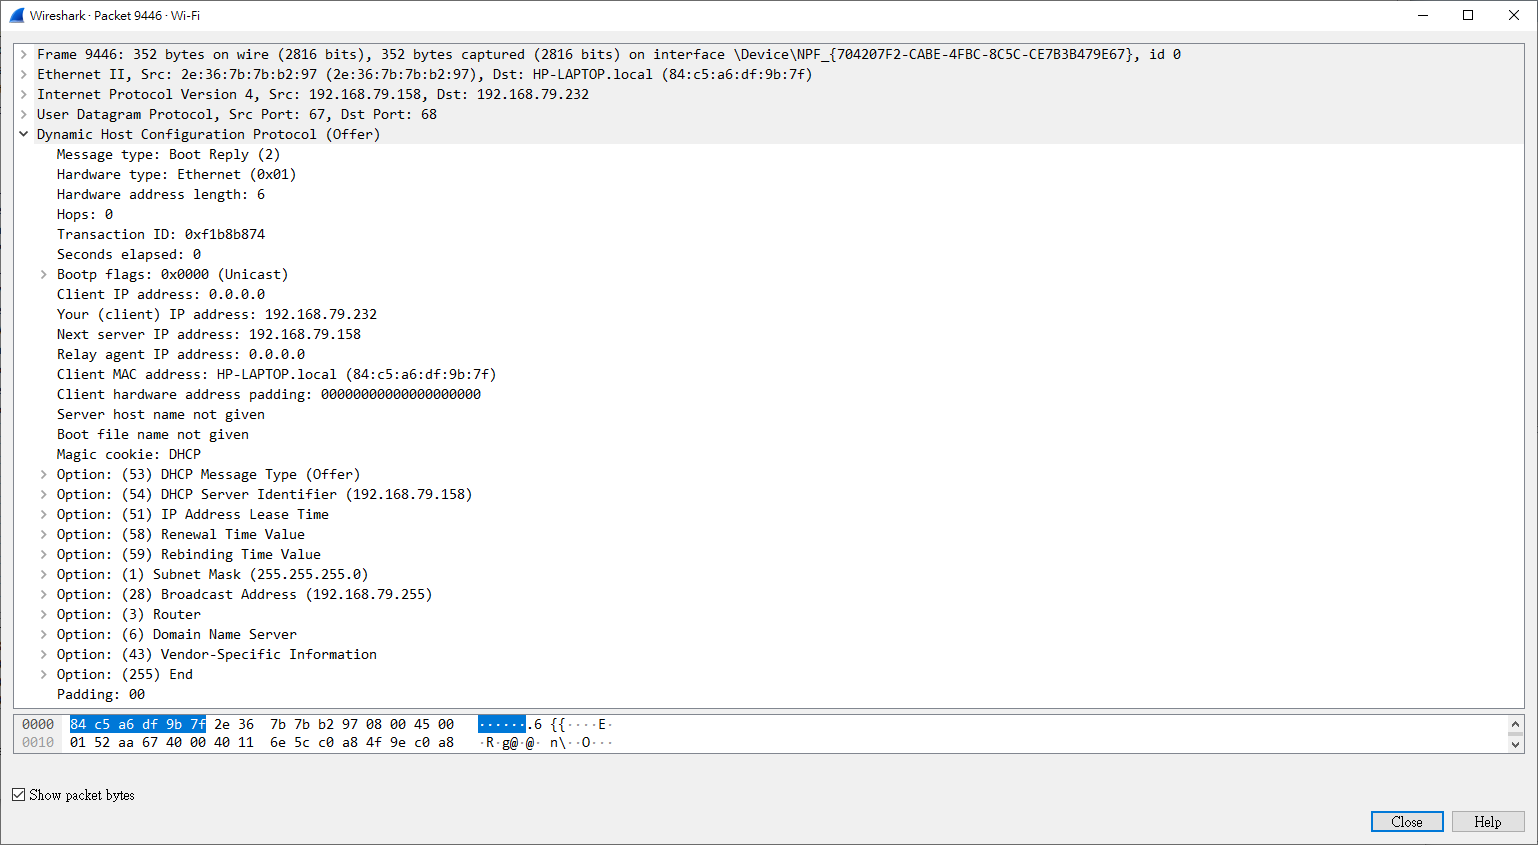 Wireshark · Packet 9446 · Wi-Fi
Frame 9446: 352 bytes on wire (2816 bits), 352 bytes captured (2816 bits) on interface \Device\NPF_{704207F2-CABE-4FBC-8C5C-CE7B3B479E67}, id 0
Ethernet II, Src: 2e:36:7b:7b:b2:97 (2e:36:7b:7b:b2:97), Dst: HP-LAPTOP.local (84:c5:a6:df:9b:7f)
Internet Protocol Version 4, Src: 192.168.79.158, Dst: 192.168.79.232
User Datagram Protocol, Src Port: 67, Dst Port: 68
Dynamic Host Configuration Protocol (Offer)
Message type: Boot Reply (2)
Hardware type: Ethernet (0x01)
Hardware address length: 6
Hops: 0
Transaction ID: 0xf1b8b874
Seconds elapsed: 0
Bootp flags: 0x0000 (Unicast)
Client IP address: 0.0.0.0
Your (client) IP address: 192.168.79.232
Next server IP address: 192.168.79.158
Relay agent IP address: 0.0.0.0
Client MAC address: HP-LAPTOP.local (84:c5:a6:df:9b:7f)
Client hardware address padding: 00000000000000000000
Server host name not given
Boot file name not given
Magic cookie: DHCP
Option: (53) DHCP Message Type (Offer)
Option: (54) DHCP Server Identifier (192.168.79.158)
Option: (51) IP Address Lease Time
Option: (58) Renewal Time Value
Option: (59) Rebinding Time Value
Option: (1) Subnet Mask (255.255.255.0)
Option: (28) Broadcast Address (192.168.79.255)
Option: (3) Router
Option: (6) Domain Name Server
Option: (43) Vendor-Specific Information
Option: (255) End
Padding: 00
0000 84 c5 a6 df 9b 7f 2e 36 7b 7b b2 97 08 00 45 00 ······.6 {{····E·
0010 01 52 aa 67 40 00 40 11 6e 5c c0 a8 4f 9e c0 a8 ·R·g@·@· n\··O···
Show packet bytes
Close
Help